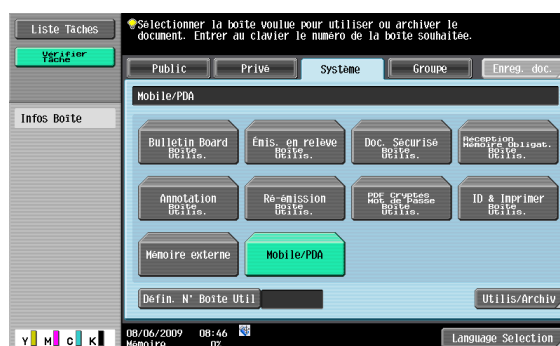 Liste Tâches
Vérifier
Tâche
Sélectionner la boîte voulue pour utiliser ou archiver le
document. Entrer au clavier le numéro de la boîte souhaitée.
Public
Privé
Système
Groupe
Enreg. doc.
Mobile/PDA
Infos Boîte
Bulletin Board
Boîte
Utilis.
Émis. en relève
Boîte
Utilis.
Doc. Sécurisé
Boîte
Utilis.
Réception
Mémoire Obligat.
Boîte
Utilis.
Annotation
Boîte
Utilis.
Ré-émission
Boîte
Utilis.
PDF Cryptés
Mot de Passe
Boîte
Utilis.
ID & Imprimer
Boîte
Utilis.
Mémoire externe
Mobile/PDA
Défin. N° Boîte Util
Utilis/Archiv
Y M C K
08/06/2009 08:46
Mémoire 0%
Language Selection